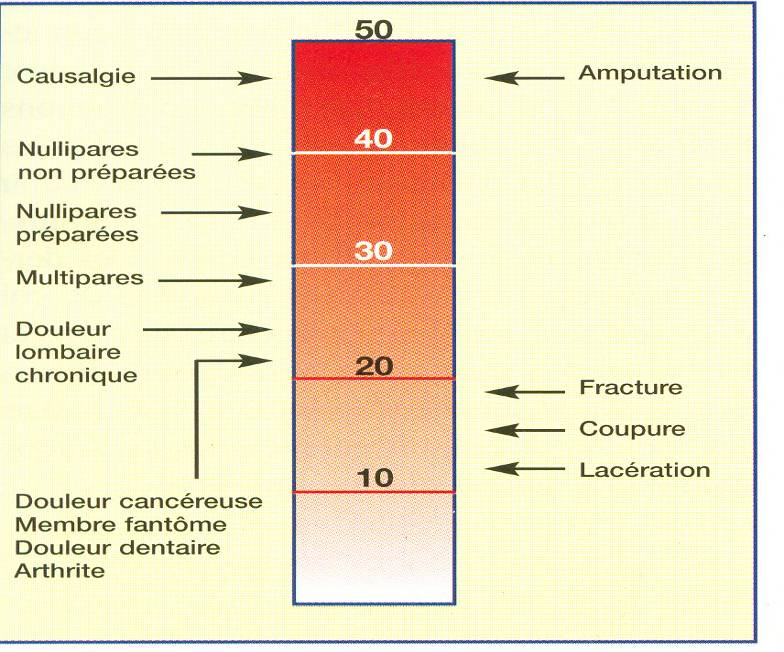 50
Causalgie
Amputation
40
Nullipares
non préparées
Nullipares
préparées
30
Multipares
Douleur
lombaire
chronique
20
Fracture
Coupure
Lacération
10
Douleur cancéreuse
Membre fantôme
Douleur dentaire
Arthrite